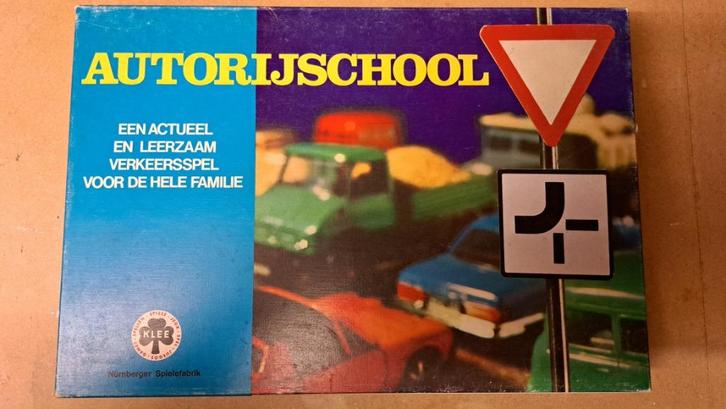 AUTORIJSCHOOL
EEN ACTUEEL
EN LEERZAAM
VERKEERSSPEL
VOOR DE HELE FAMILIE
KLEE
Nürnberger Spielefabrik